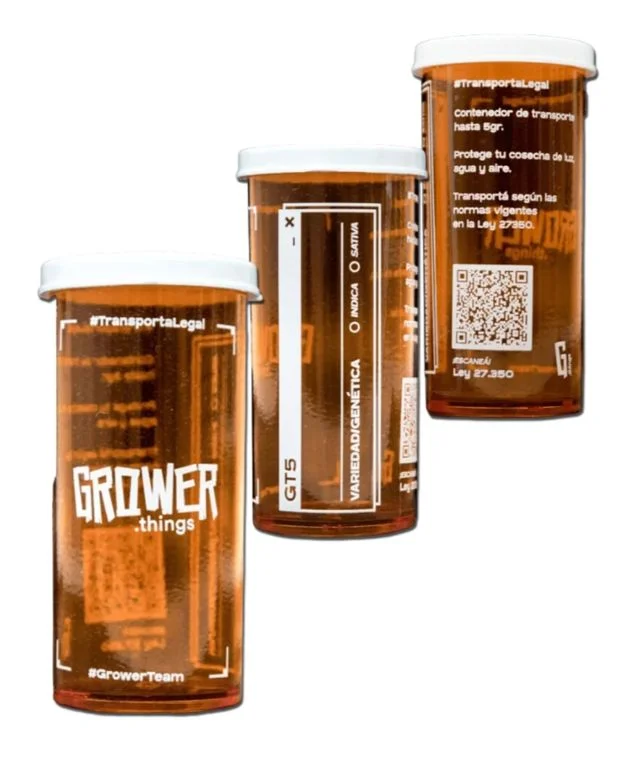 #TransportaLegal
GROWER
.things
#GrowerTeam
X
GT5
VARIEDAD/GENÉTICA
INDICA
SATIVA
#TransportaLegal
Contenedor de transporte
hasta 5gr.
Protege tu cosecha de luz,
agua y aire.
Transportá según las
normas vigentes
en la Ley 27350.
¡ESCANEÁ!
Ley 27.350
G
.things